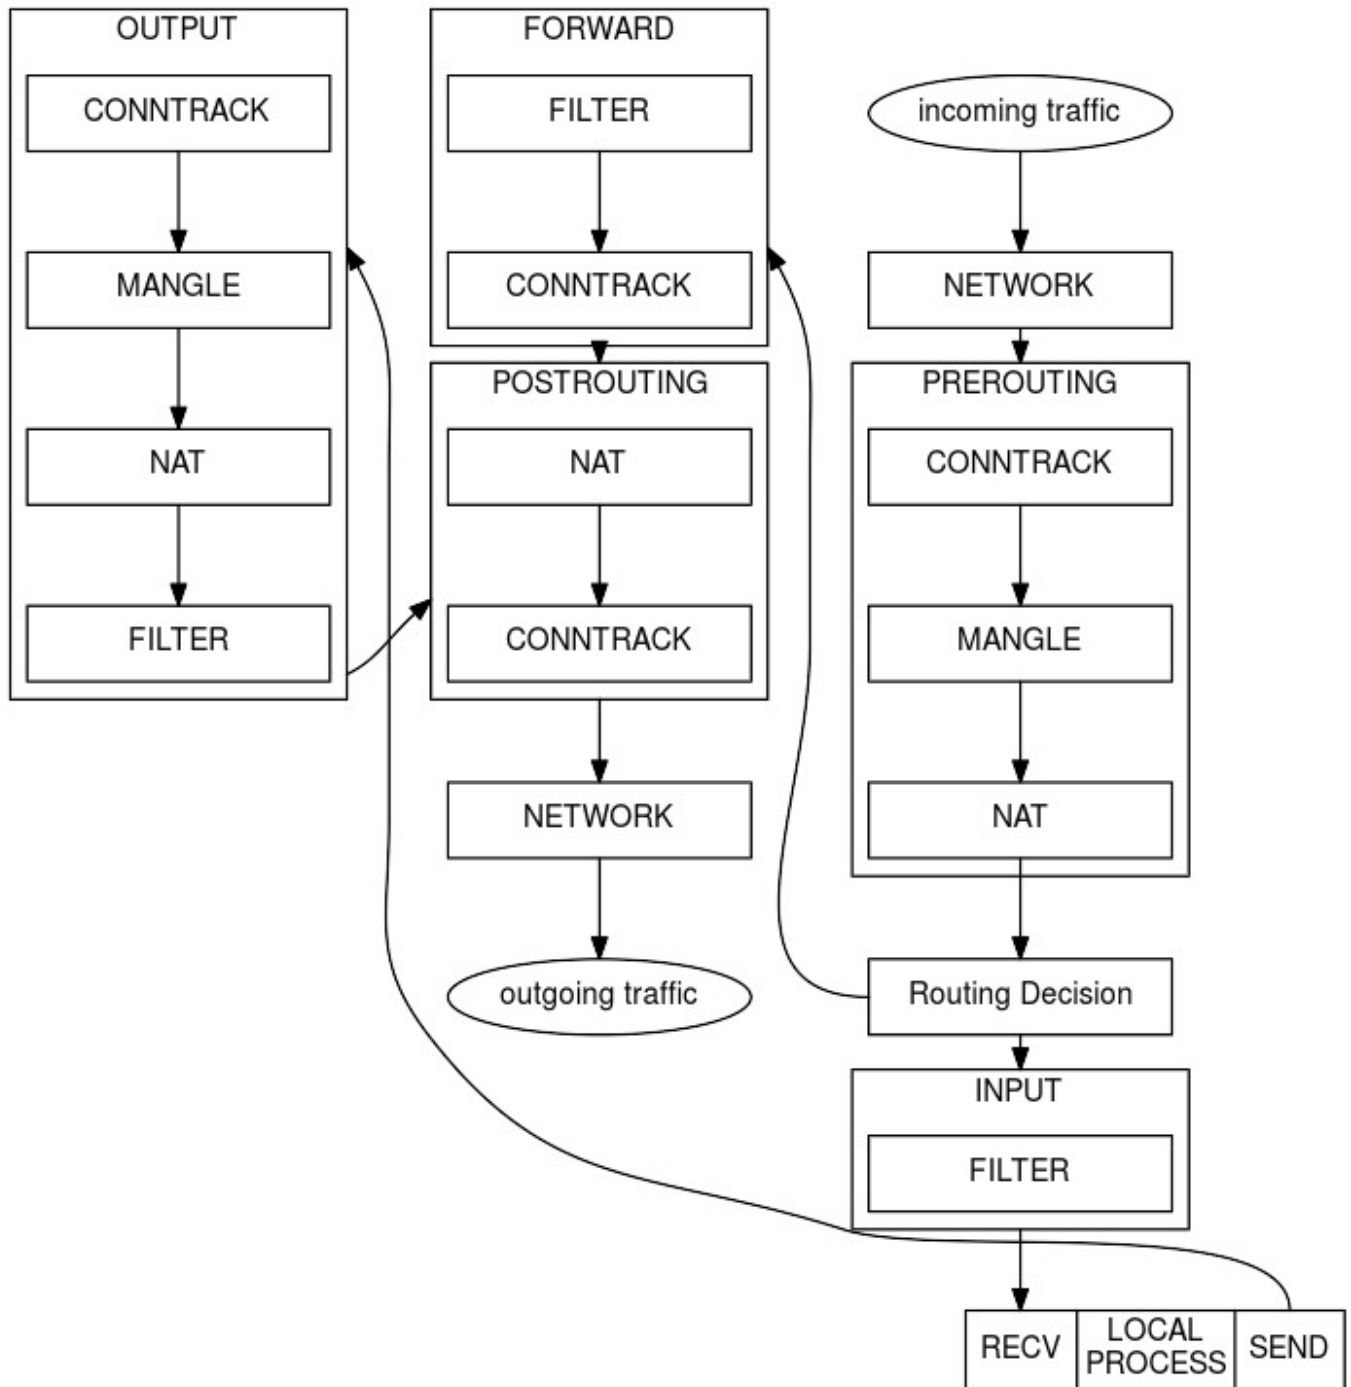 OUTPUT
CONNTRACK
MANGLE
NAT
FILTER
FORWARD
FILTER
CONNTRACK
POSTROUTING
NAT
CONNTRACK
NETWORK
outgoing traffic
incoming traffic
NETWORK
PREROUTING
CONNTRACK
MANGLE
NAT
Routing Decision
INPUT
FILTER
RECV
LOCAL
PROCESS
SEND